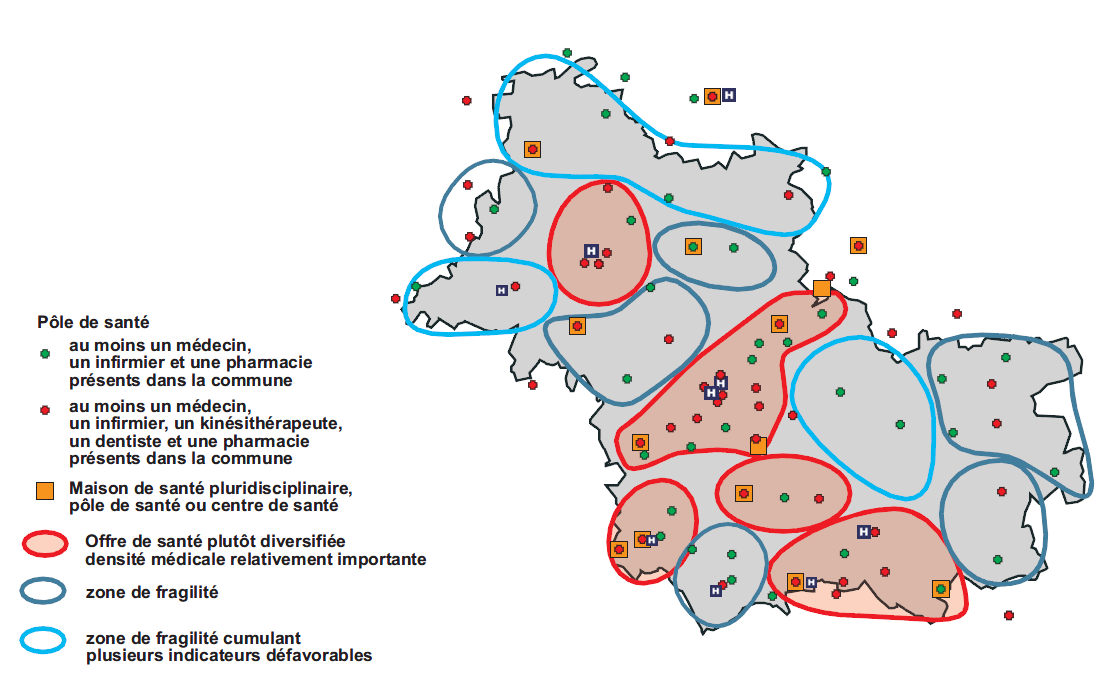 H
H
H
Pôle de santé
au moins un médecin,
un infirmier et une pharmacie
présents dans la commune
H
H
au moins un médecin,
un infirmier, un kinésithérapeute,
un dentiste et une pharmacie
présents dans la commune
Maison de santé pluridisciplinaire,
pôle de santé ou centre de santé
Offre de santé plutôt diversifiée
densité médicale relativement importante
H
H
zone de fragilité
H
H
zone de fragilité cumulant
plusieurs indicateurs défavorables